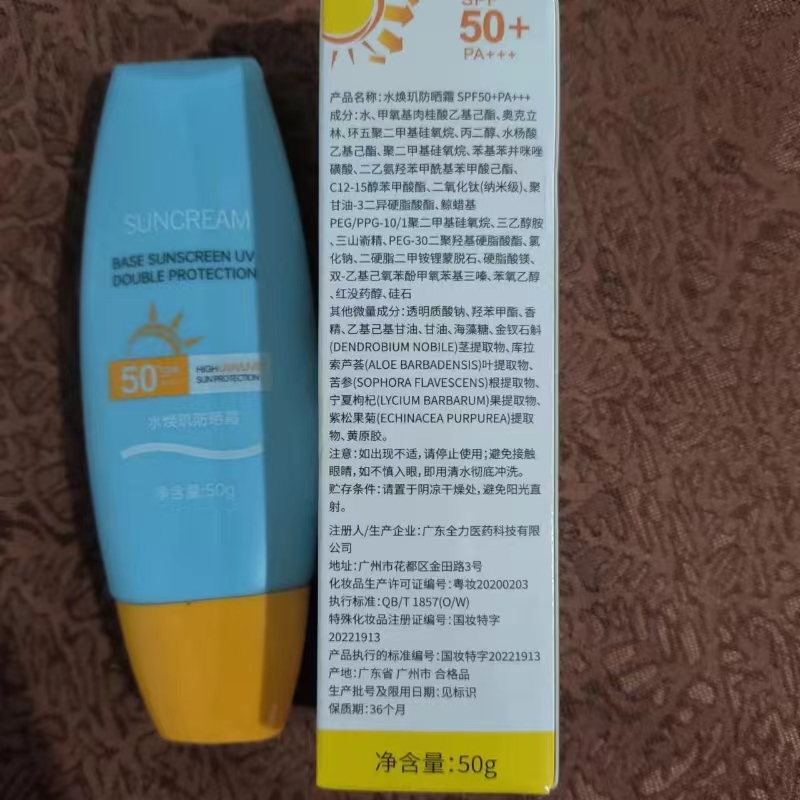 SUNCREAM
BASE SUNSCREEN UV
DOUBLE PROTECTION
50
HIGH
SUN PROTECTION
水焕玑防晒霜
净含量:50g
SPF
50+
PA+++
产品名称:水焕玑防晒霜 SPF50+PA+++
成分:水、甲氧基肉桂酸乙基己酯、奥克立
林、环五聚二甲基硅氧烷、丙二醇、水杨酸
乙基己酯、聚二甲基硅氧烷、苯基苯并咪唑
磺酸、二乙氨羟苯甲酰基苯甲酸己酯、
C12-15醇苯甲酸酯、二氧化钛(纳米级)、聚
甘油-3二异硬脂酸酯、鲸蜡基
PEG/PPG-10/1聚二甲基硅氧烷、三乙醇胺
、三山嵛精、PEG-30二聚羟基硬脂酸酯、氯
化钠、二硬脂二甲铵锂蒙脱石、硬脂酸镁、
双-乙基己氧苯酚甲氧苯基三嗪、苯氧乙醇
、红没药醇、硅石
其他微量成分:透明质酸钠、羟苯甲酯、香
精、乙基己基甘油、甘油、海藻糖、金钗石斛
(DENDROBIUM NOBILE)茎提取物、库拉
索芦荟(ALOE BARBADENSIS)叶提取物、
苦参(SOPHORA FLAVESCENS)根提取物、
宁夏枸杞(LYCIUM BARBARUM)果提取物、
紫松果菊(ECHINACEA PURPUREA)提取
物、黄原胶。
注意:如出现不适,请停止使用;避免接触
眼睛,如不慎入眼,即用清水彻底冲洗。
贮存条件:请置于阴凉干燥处,避免阳光直
射。
注册人/生产企业:广东全力医药科技有限
公司
地址:广州市花都区金田路3号
化妆品生产许可证编号:粤妆20200203
执行标准:QB/T 1857(O/W)
特殊化妆品注册证编号:国妆特字
20221913
产品执行的标准编号:国妆特字20221913
产地:广东省 广州市 合格品
生产批号及限用日期:见标识
保质期:36个月
净含量:50g